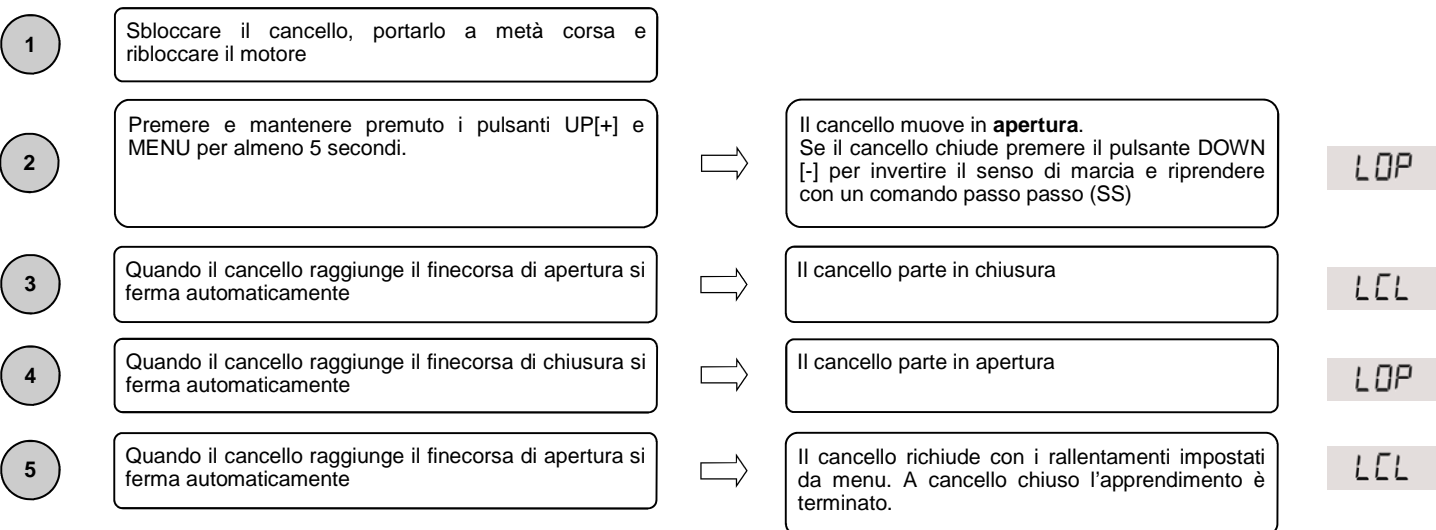 1
Sbloccare il cancello, portarlo a metà corsa e
ribloccare il motore
2
Premere e mantenere premuto i pulsanti UP[+] e
MENU per almeno 5 secondi.
Il cancello muove in apertura.
Se il cancello chiude premere il pulsante DOWN
[-] per invertire il senso di marcia e riprendere
con un comando passo passo (SS)
LOP
3
Quando il cancello raggiunge il finecorsa di apertura si
ferma automaticamente
Il cancello parte in chiusura
LCL
4
Quando il cancello raggiunge il finecorsa di chiusura si
ferma automaticamente
Il cancello parte in apertura
LOP
5
Quando il cancello raggiunge il finecorsa di apertura si
ferma automaticamente
Il cancello richiude con i rallentamenti impostati
da menu. A cancello chiuso l'apprendimento è
terminato.
LCL